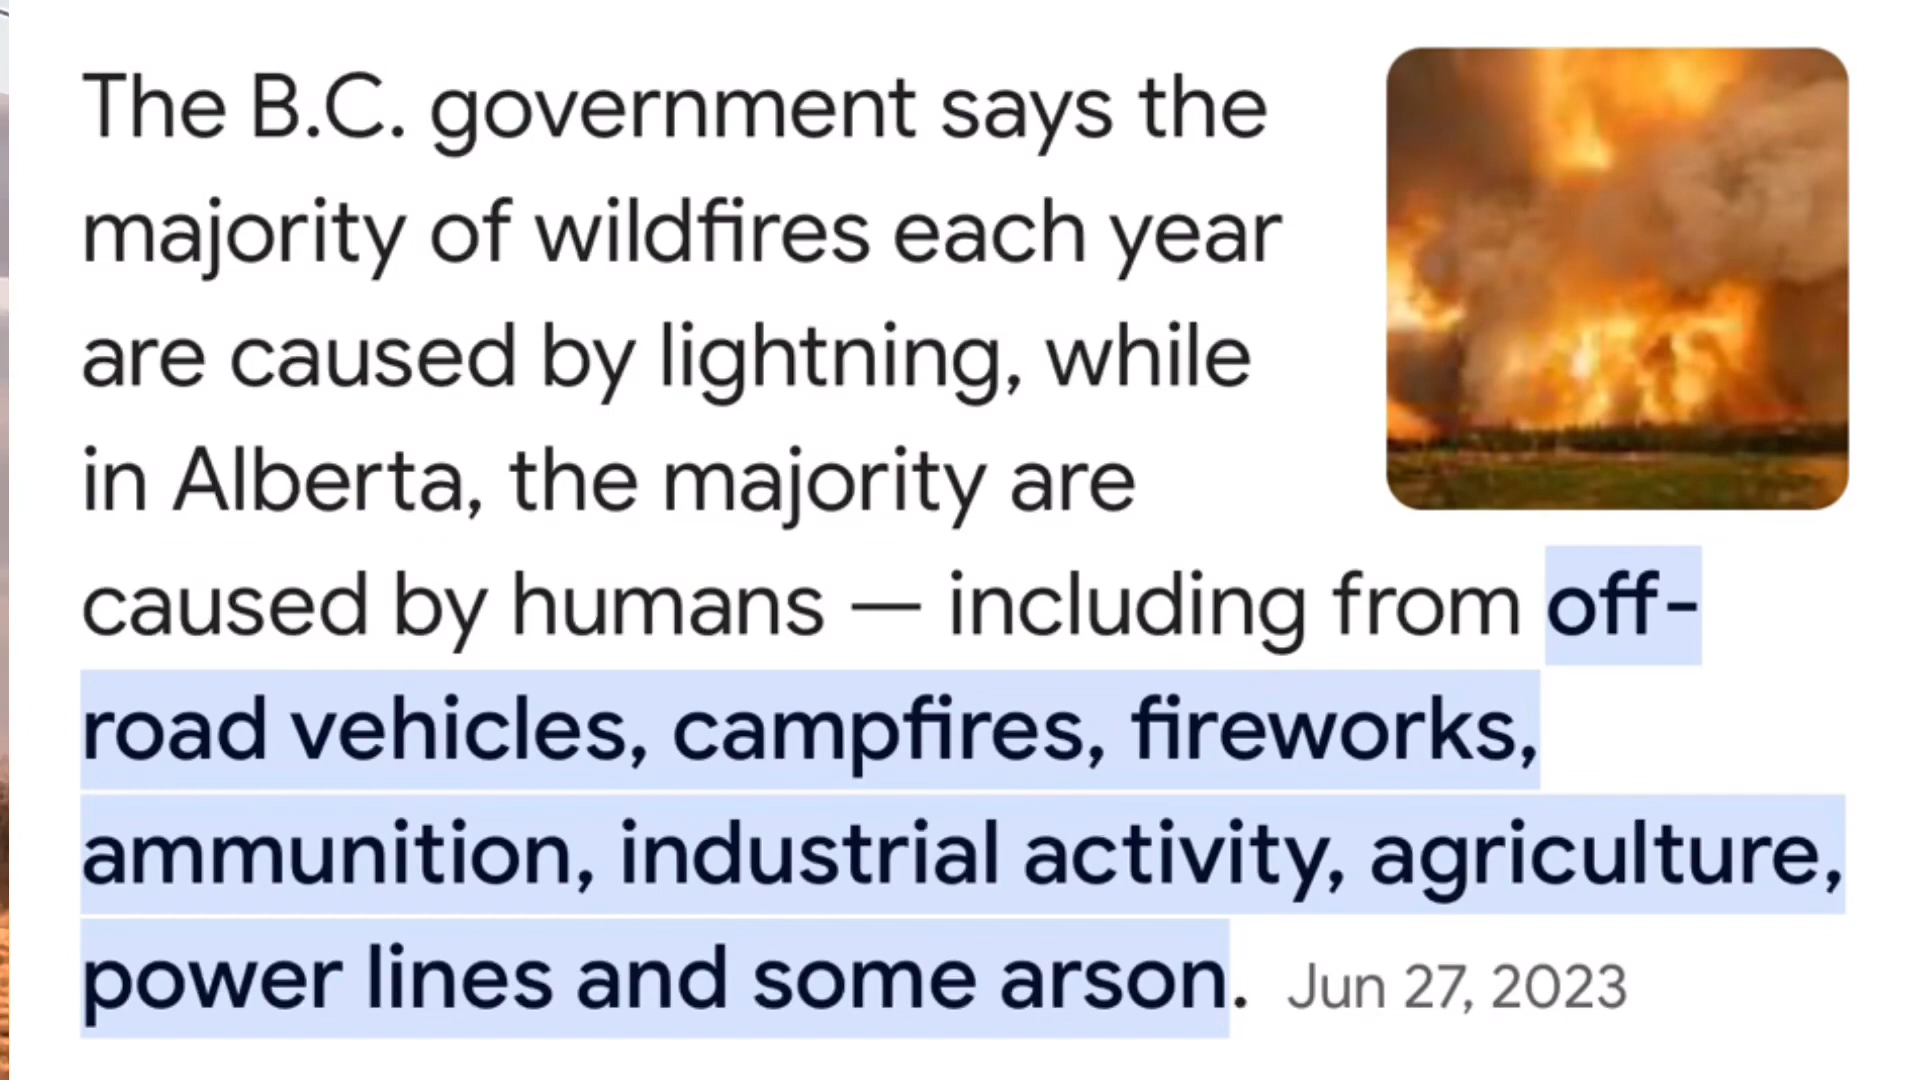 The B.C. government says the
majority of wildfires each year
are caused by lightning, while
in Alberta, the majority are
caused by humans — including from off-
road vehicles, campfires, fireworks,
ammunition, industrial activity, agriculture,
power lines and some arson. Jun 27, 2023